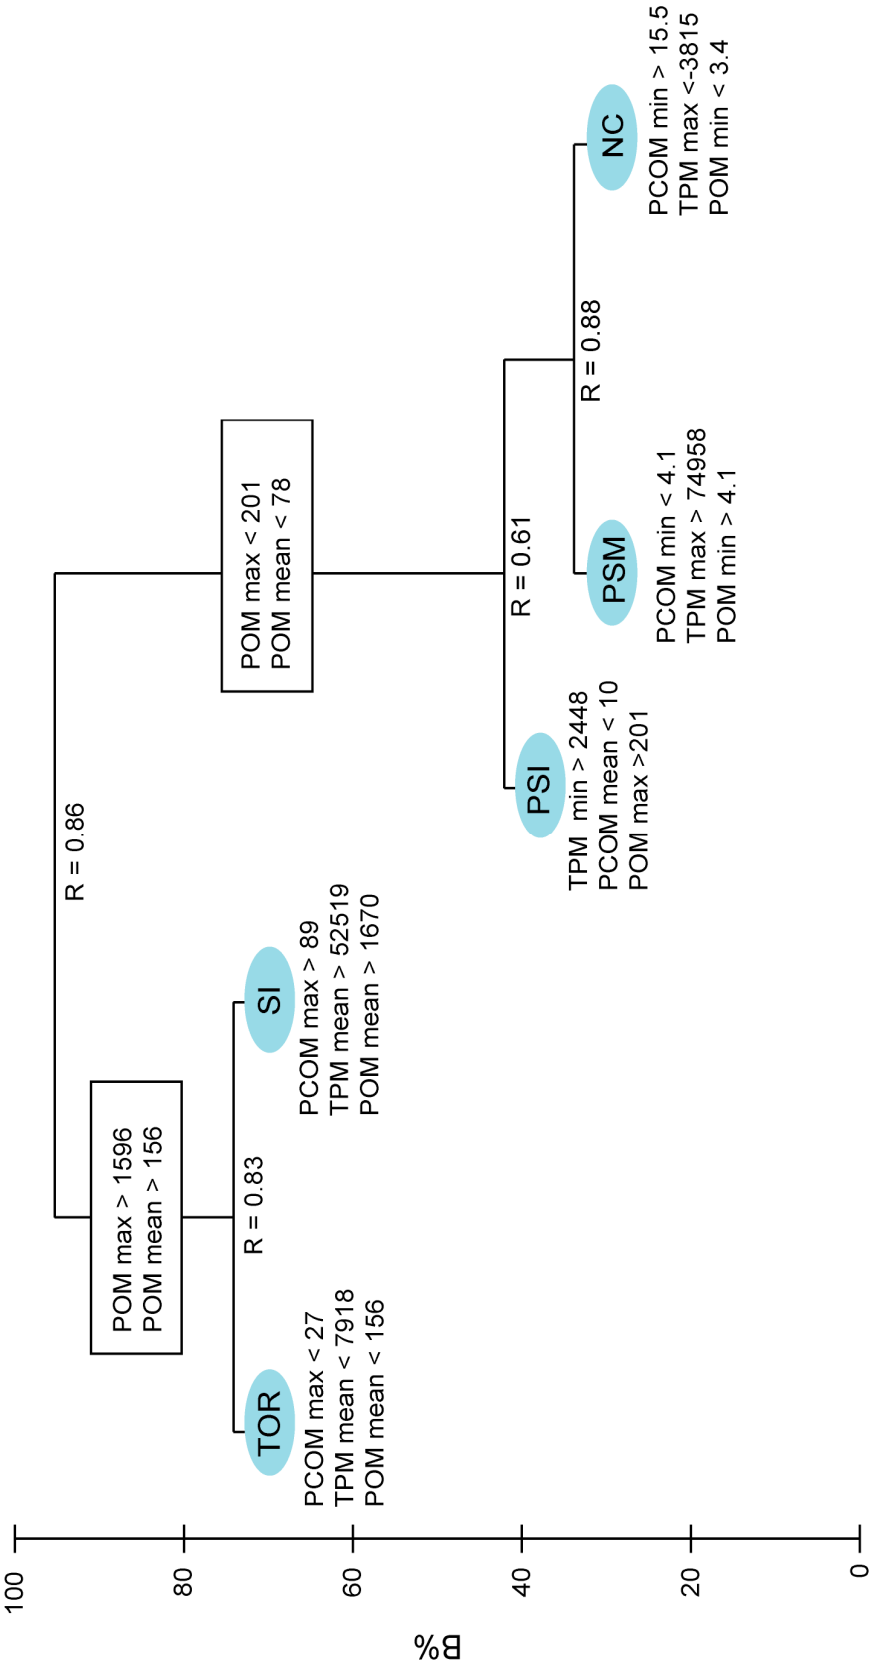 B%
100
80
60
40
20
0
R = 0.86
POM max > 1596
POM mean > 156
POM max < 201
POM mean < 78
R = 0.83
TOR
PCOM max < 27
TPM mean < 7918
POM mean < 156
SI
PCOM max > 89
TPM mean > 52519
POM mean > 1670
R = 0.61
PSI
TPM  min > 2448
PCOM mean < 10
POM max >201
R = 0.88
PSM
PCOM min < 4.1
TPM max > 74958
POM min > 4.1
NC
PCOM min > 15.5
TPM max <-3815
POM min < 3.4